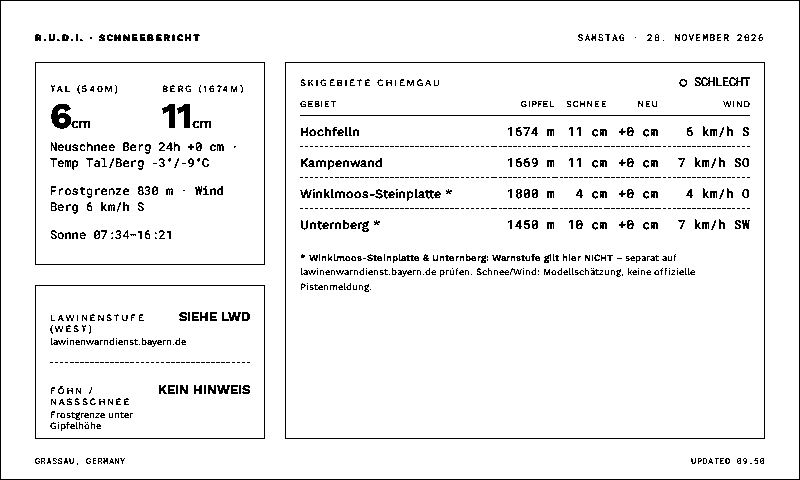 R.U.D.I. · SCHNEEBERICHT
SAMSTAG · 28. NOVEMBER 2026
TAL (540M)
BERG (1674M)
6cm
11cm
Neuschnee Berg 24h +0 cm ·
Temp Tal/Berg -3°/-9°C
Frostgrenze 830 m · Wind
Berg 6 km/h S
Sonne 07:34–16:21
LAWINENSTUFE (WEST)
SIEHE LWD
lawinenwarndienst.bayern.de
FÖHN / NASSSCHNEE
KEIN HINWEIS
Frostgrenze unter
Gipfelhöhe
SKIGEBIETE CHIEMGAU
SCHLECHT
GEBIET GIPFEL SCHNEE NEU WIND
Hochfelln 1674 m 11 cm +0 cm 6 km/h S
Kampenwand 1669 m 11 cm +0 cm 7 km/h SO
Winklmoos-Steinplatte * 1800 m 4 cm +0 cm 4 km/h O
Unternberg * 1450 m 10 cm +0 cm 7 km/h SW
* Winklmoos-Steinplatte & Unternberg: Warnstufe gilt hier NICHT – separat auf
lawinenwarndienst.bayern.de prüfen. Schnee/Wind: Modellschätzung, keine offizielle
Pistenmeldung.
GRASSAU, GERMANY
UPDATED 09.50